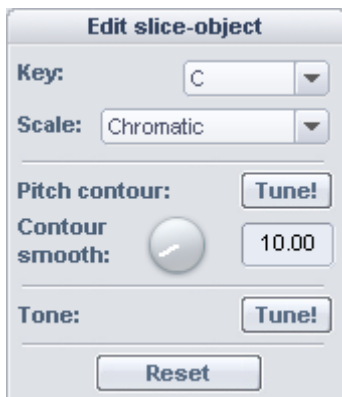 Edit slice-object
Key: C
Scale: Chromatic
Pitch contour: Tune!
Contour
smooth: 10.00
Tone: Tune!
Reset